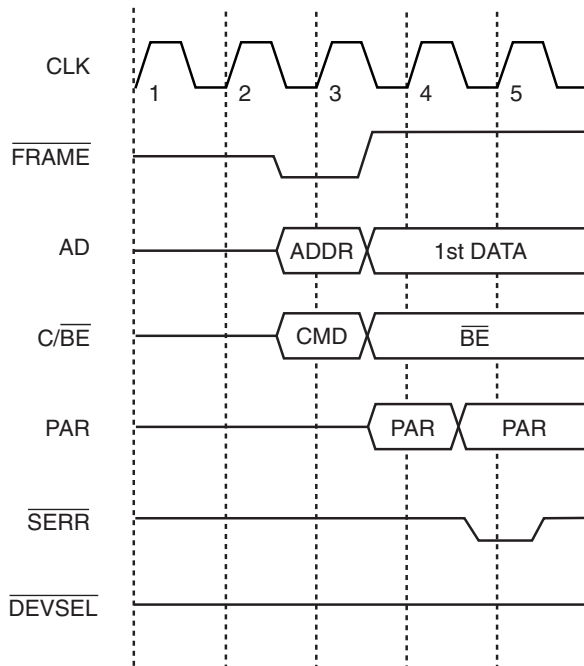 CLK
1 2 3 4 5
FRAME
AD ADDR 1st DATA
C/BE CMD BE
PAR PAR PAR
SERR
DEVSEL